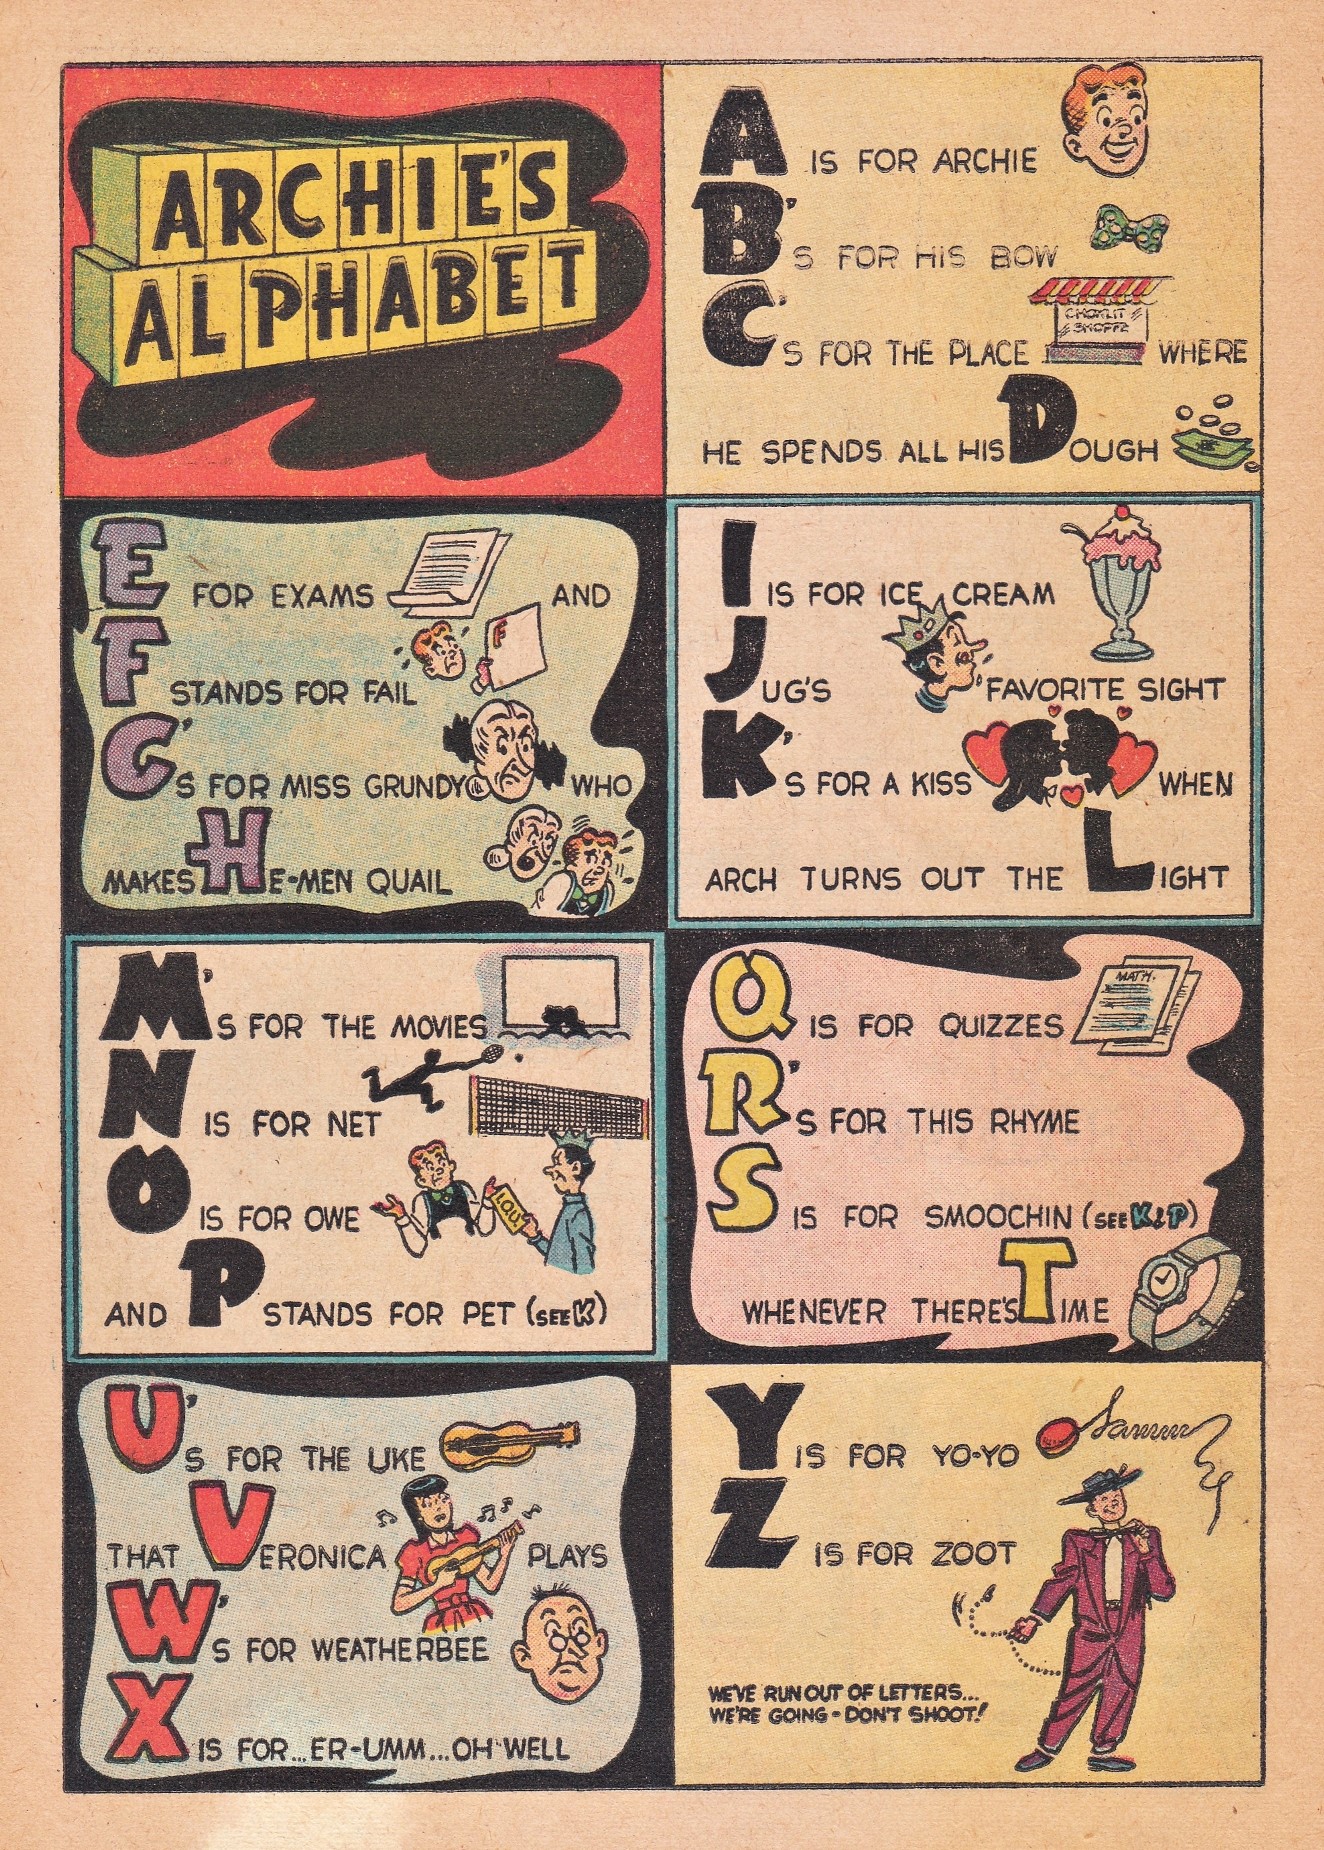 ARCHIE'S
ALPHABET
A IS FOR ARCHIE
B'S FOR HIS BOW
C'S FOR THE PLACE CHOKLIT SHOPPE WHERE
HE SPENDS ALL HIS DOUGH
E FOR EXAMS AND
F STANDS FOR FAIL F
G'S FOR MISS GRUNDY WHO
MAKES HE-MEN QUAIL
I IS FOR ICE CREAM
JUG'S FAVORITE SIGHT
K'S FOR A KISS WHEN
ARCH TURNS OUT THE LIGHT
M'S FOR THE MOVIES
N IS FOR NET
O IS FOR OWE I.O.U.
AND P STANDS FOR PET (SEE K)
Q IS FOR QUIZZES MATH.
R'S FOR THIS RHYME
S IS FOR SMOOCHIN (SEE K & P)
WHENEVER THERE'S TIME
U'S FOR THE UKE
THAT VERONICA PLAYS
W'S FOR WEATHERBEE
X IS FOR...ER-UMM...OH WELL
Y IS FOR YO-YO
Z IS FOR ZOOT
WE'VE RUN OUT OF LETTERS...
WE'RE GOING - DON'T SHOOT!